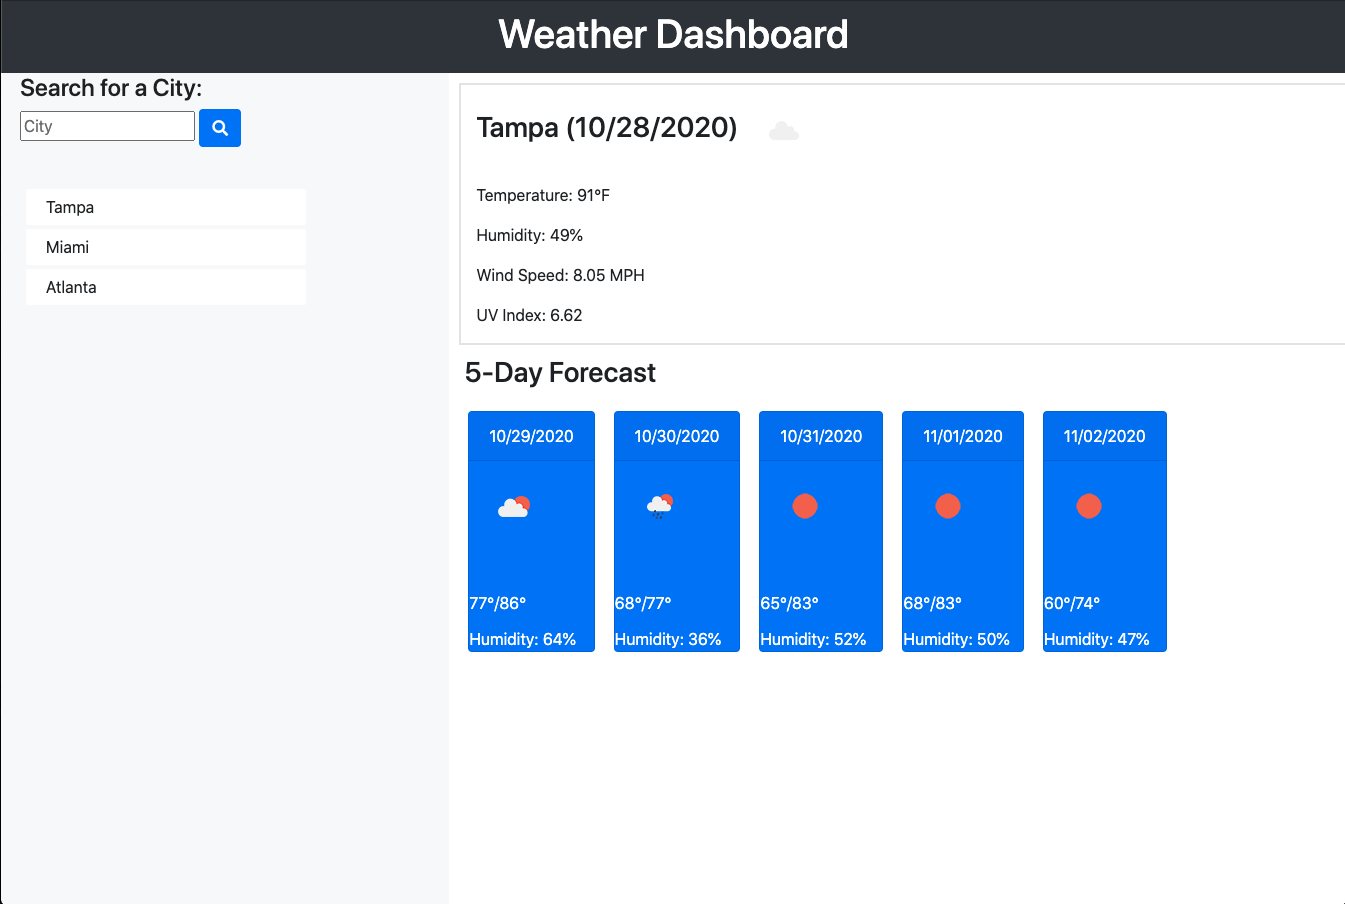 Weather Dashboard
Search for a City:
City
Tampa
Miami
Atlanta
Tampa (10/28/2020)
Temperature: 91°F
Humidity: 49%
Wind Speed: 8.05 MPH
UV Index: 6.62
5-Day Forecast
10/29/2020
77°/86°
Humidity: 64%
10/30/2020
68°/77°
Humidity: 36%
10/31/2020
65°/83°
Humidity: 52%
11/01/2020
68°/83°
Humidity: 50%
11/02/2020
60°/74°
Humidity: 47%